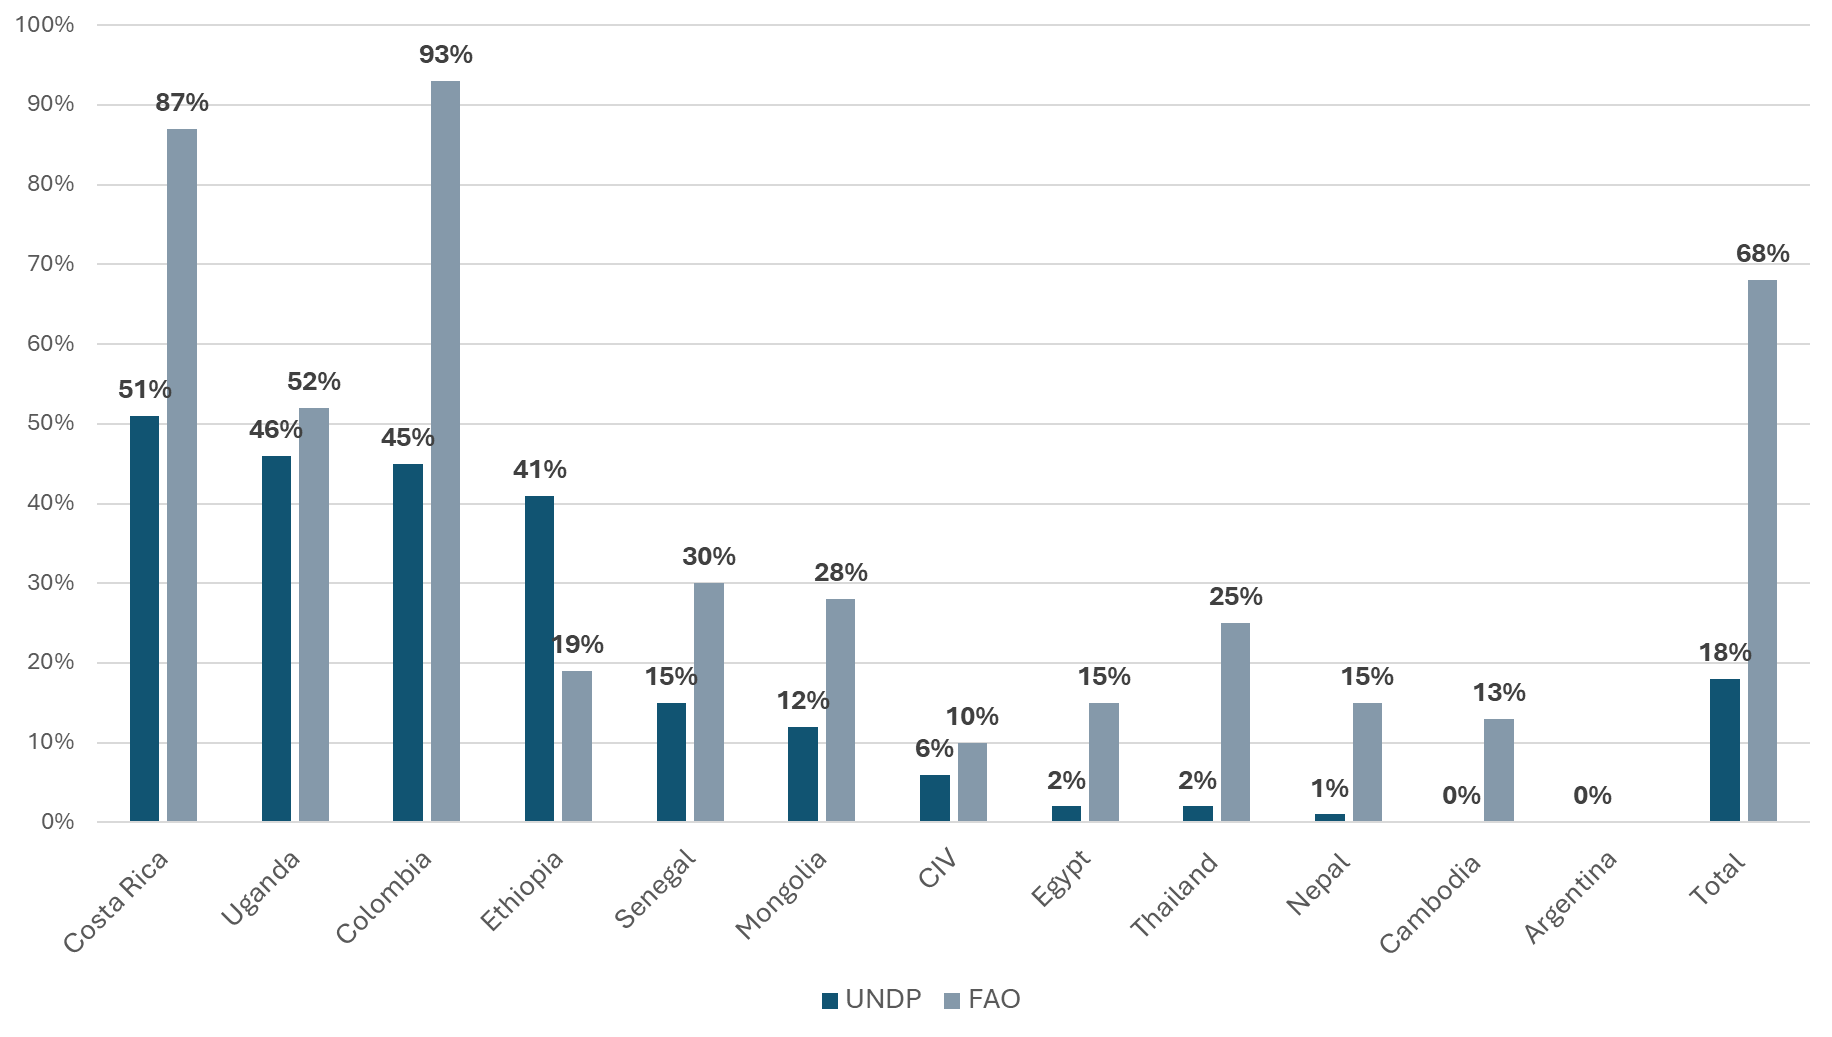 100%
90%
80%
70%
60%
50%
40%
30%
20%
10%
0%
51%
87%
46%
52%
45%
93%
41%
19%
15%
30%
12%
28%
6%
10%
2%
15%
2%
25%
1%
15%
0%
13%
0%
18%
68%
Costa Rica
Uganda
Colombia
Ethiopia
Senegal
Mongolia
CIV
Egypt
Thailand
Nepal
Cambodia
Argentina
Total
UNDP FAO